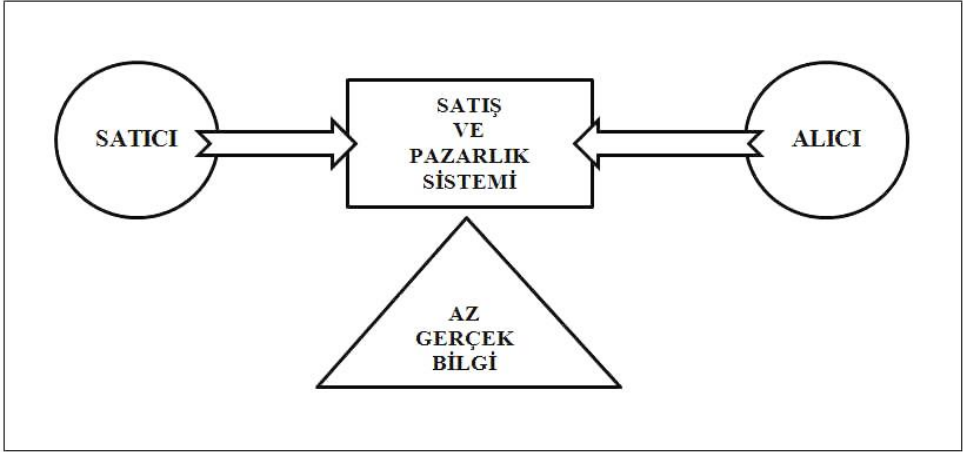 SATICI
SATIŞ
VE
PAZARLIK
SİSTEMİ
ALICI
AZ
GERÇEK
BİLGİ